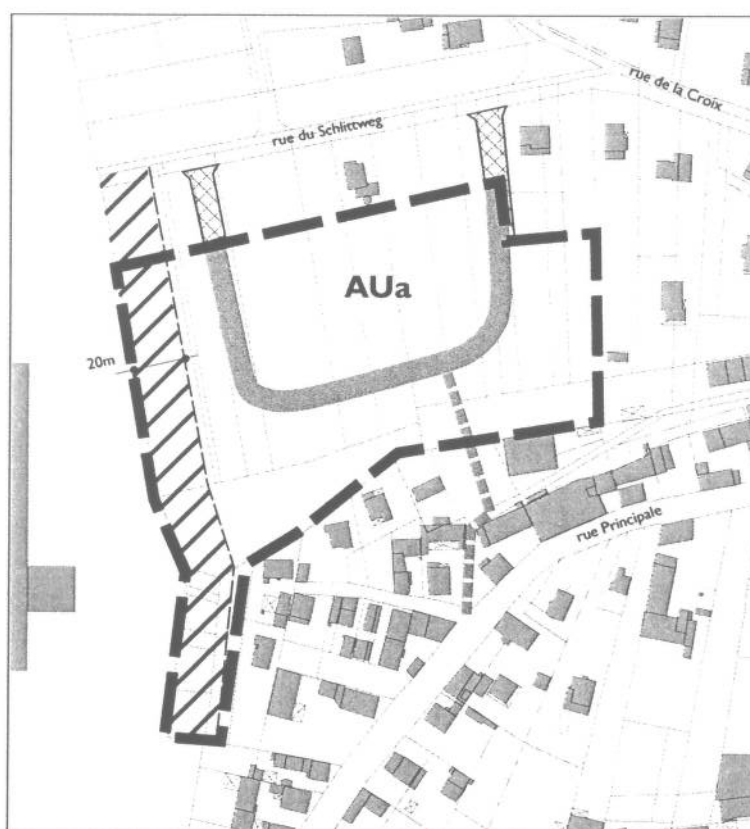 rue de la Croix
rue du Schlittweg
AUa
20m
rue Principale